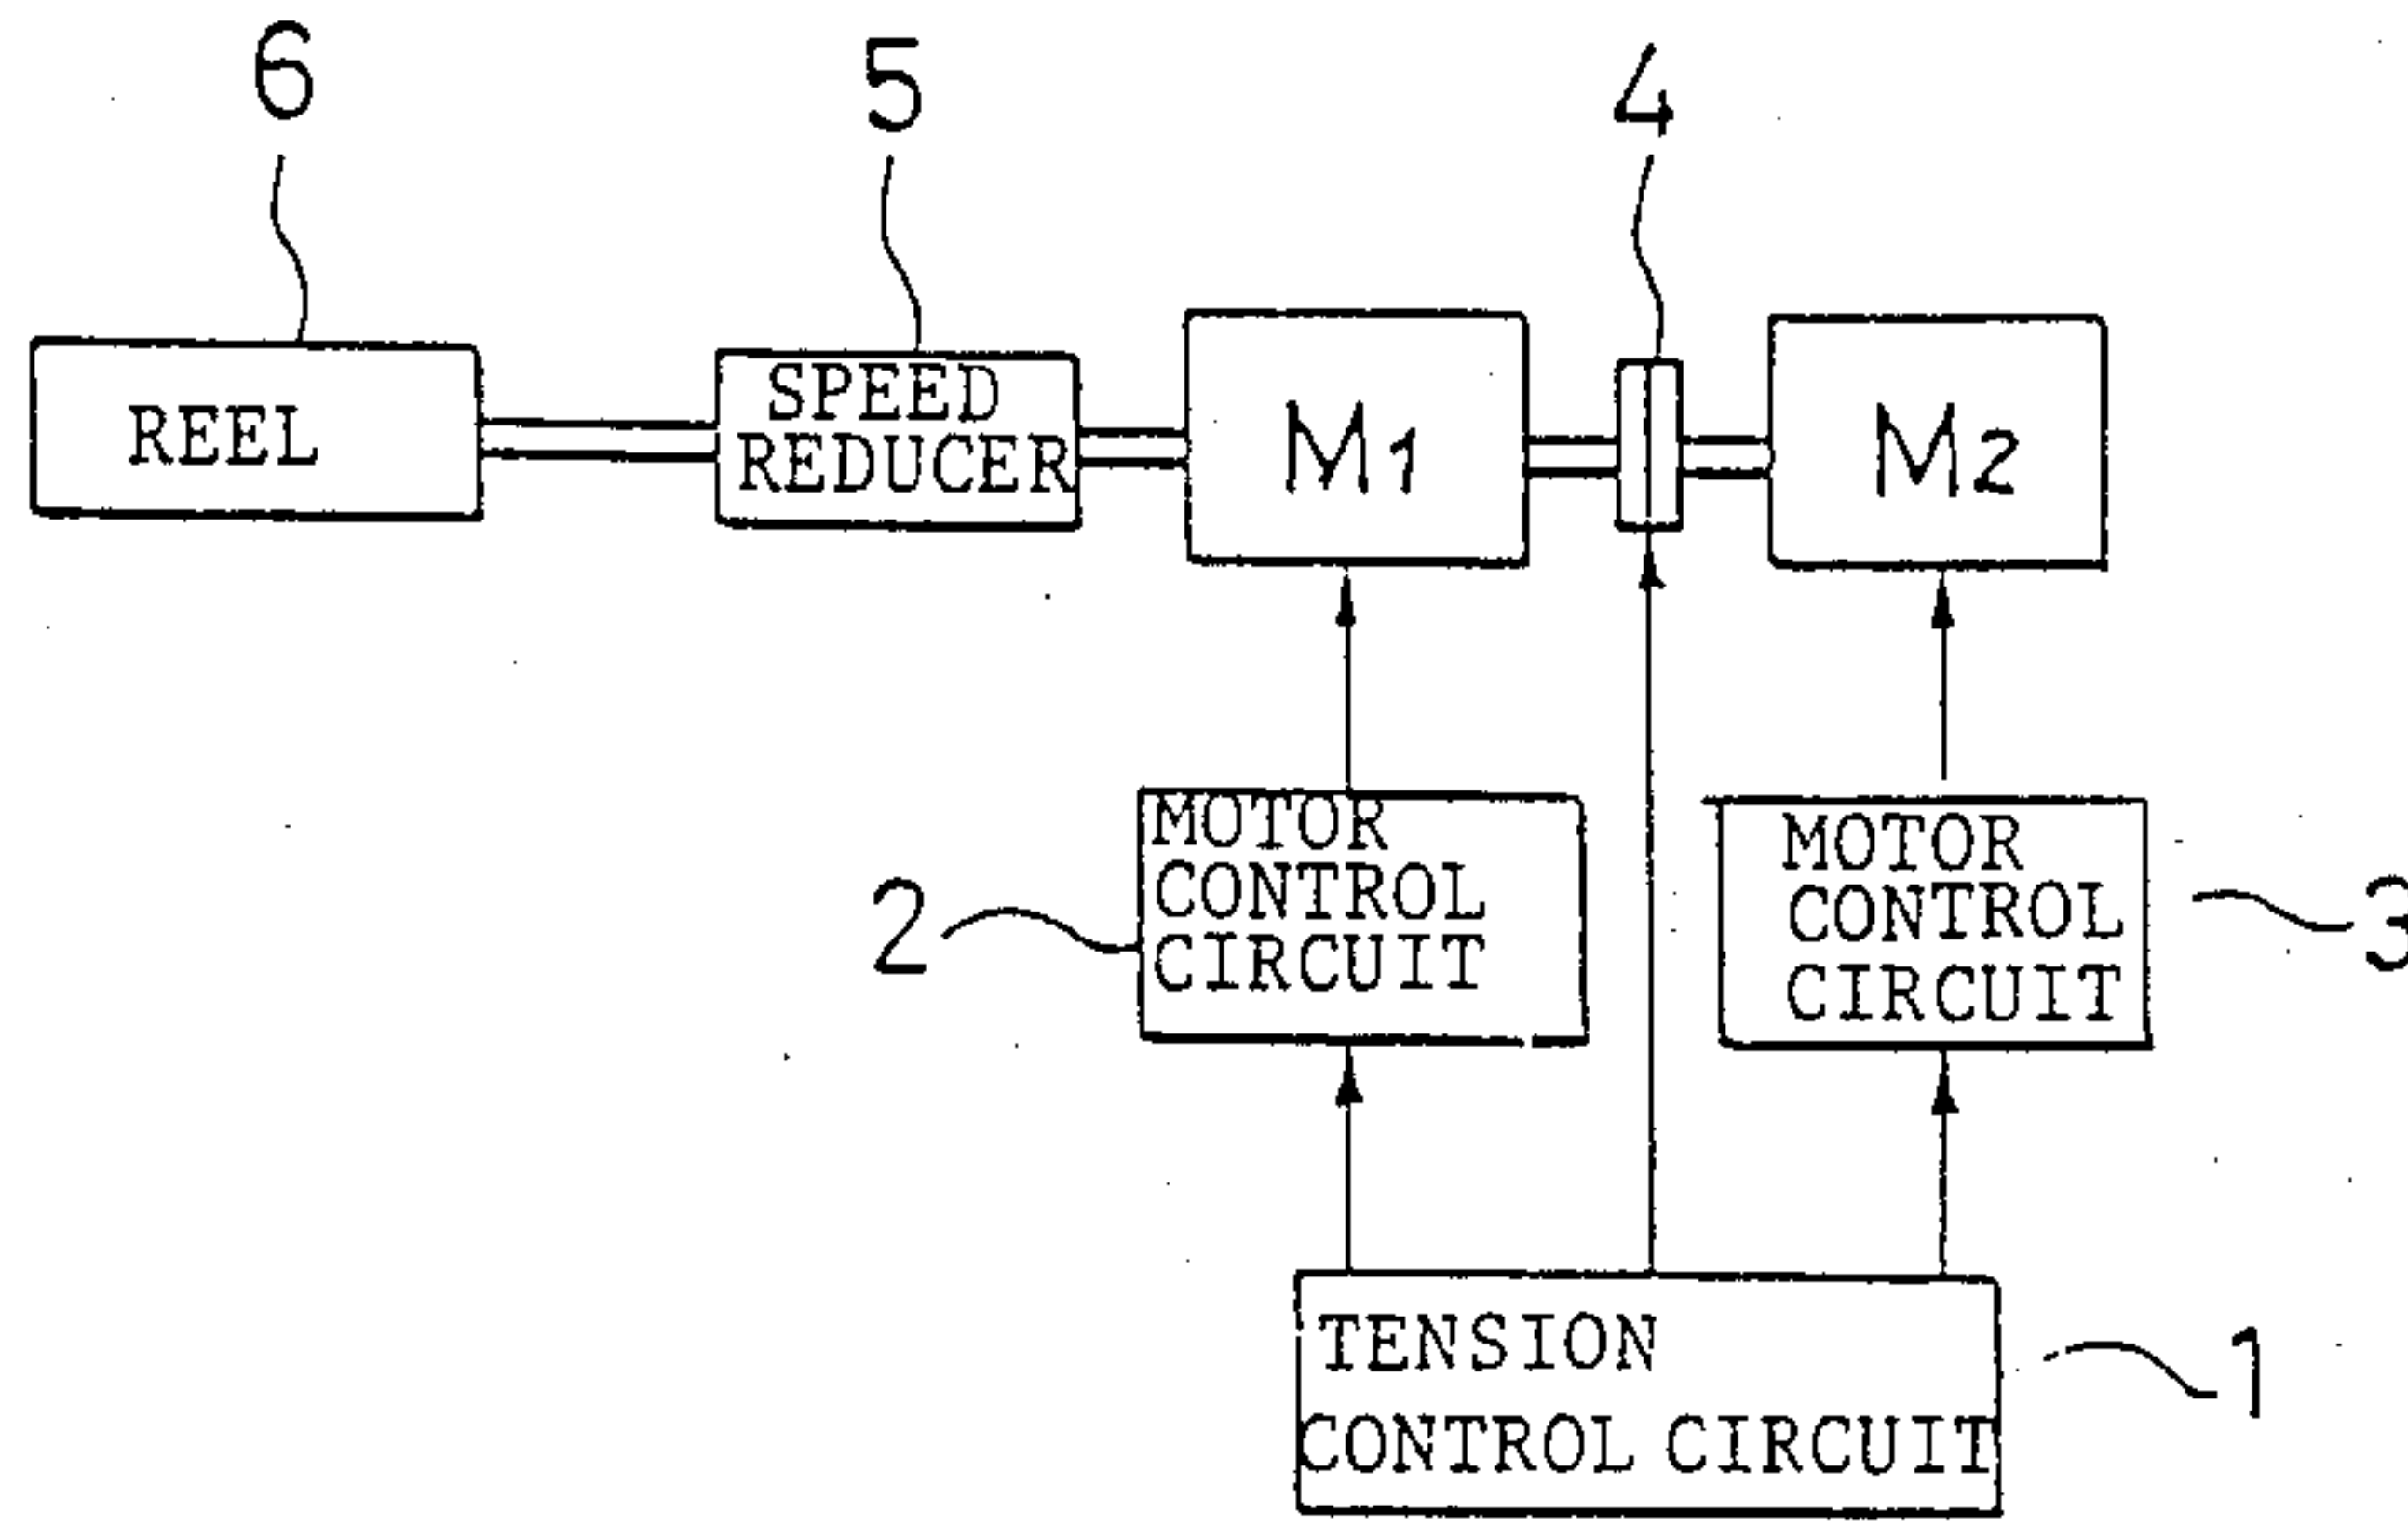 6
5
4
REEL
SPEED
REDUCER
M1
M2
2
MOTOR
CONTROL
CIRCUIT
MOTOR
CONTROL
CIRCUIT
3
TENSION
CONTROL CIRCUIT
1